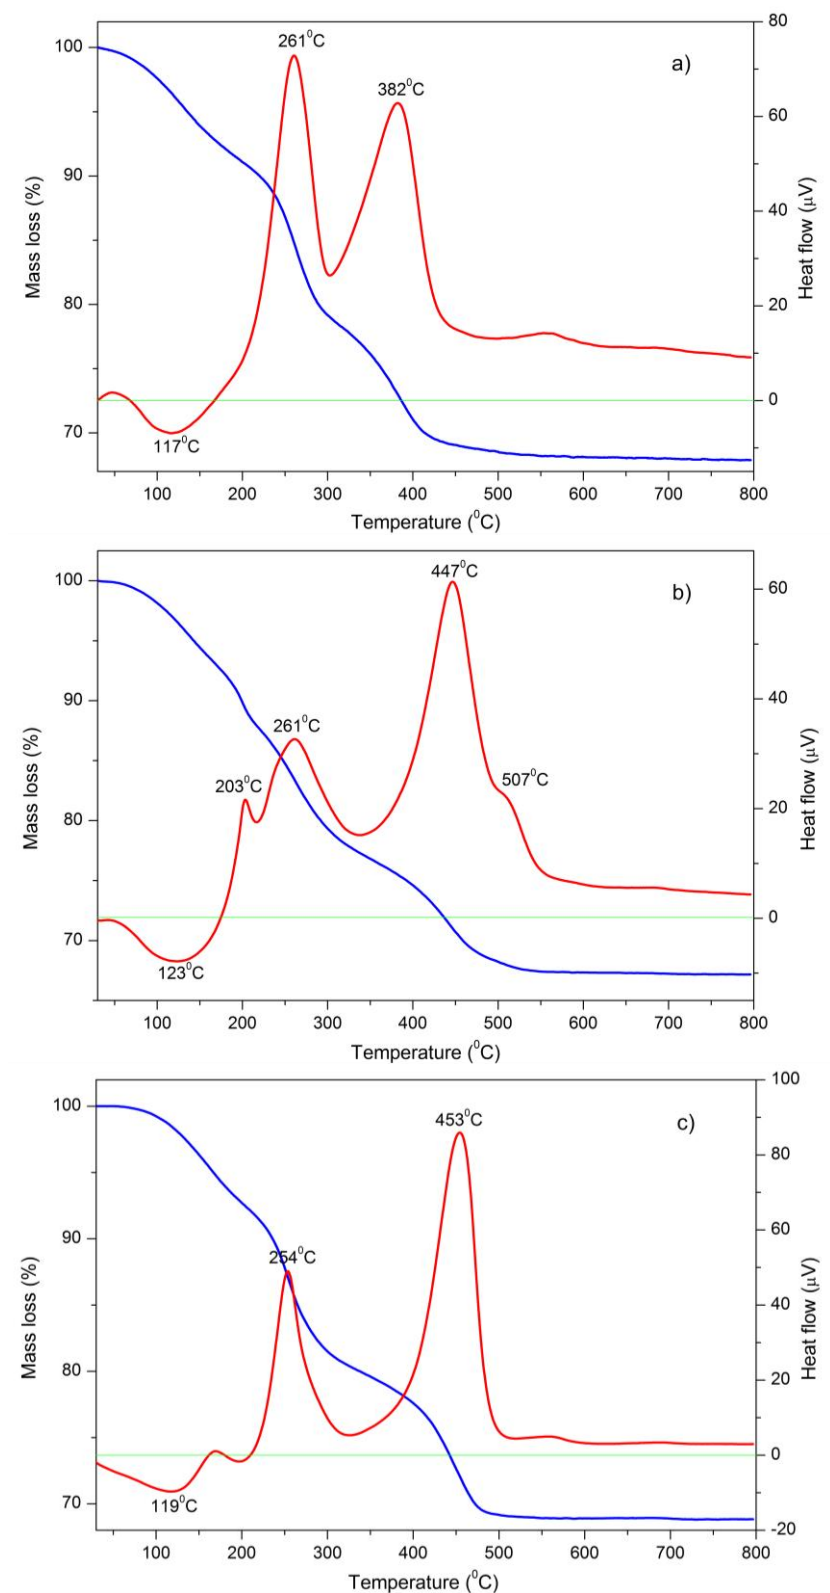 261⁰C
382⁰C
117⁰C
a)
100
90
80
70
Mass loss (%)
80
60
40
20
0
Heat flow (μV)
100 200 300 400 500 600 700 800
Temperature (⁰C)
447⁰C
507⁰C
261⁰C
203⁰C
123⁰C
b)
100
90
80
70
Mass loss (%)
60
40
20
0
Heat flow (μV)
100 200 300 400 500 600 700 800
Temperature (⁰C)
453⁰C
254⁰C
119⁰C
c)
100
90
80
70
Mass loss (%)
100
80
60
40
20
0
-20
Heat flow (μV)
100 200 300 400 500 600 700 800
Temperature (⁰C)